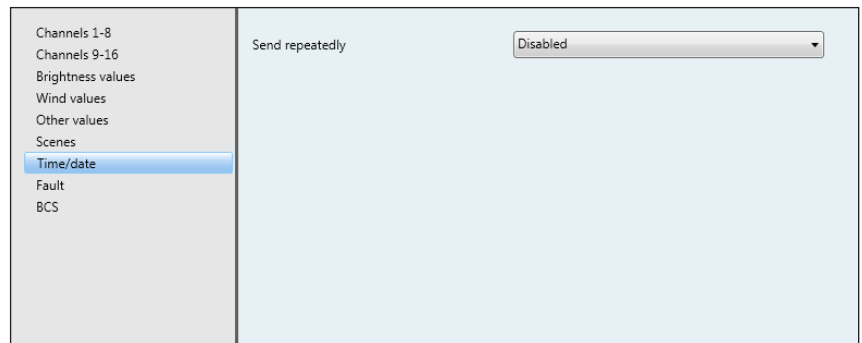 Channels 1-8
Channels 9-16
Brightness values
Wind values
Other values
Scenes
Time/date
Fault
BCS
Send repeatedly
Disabled